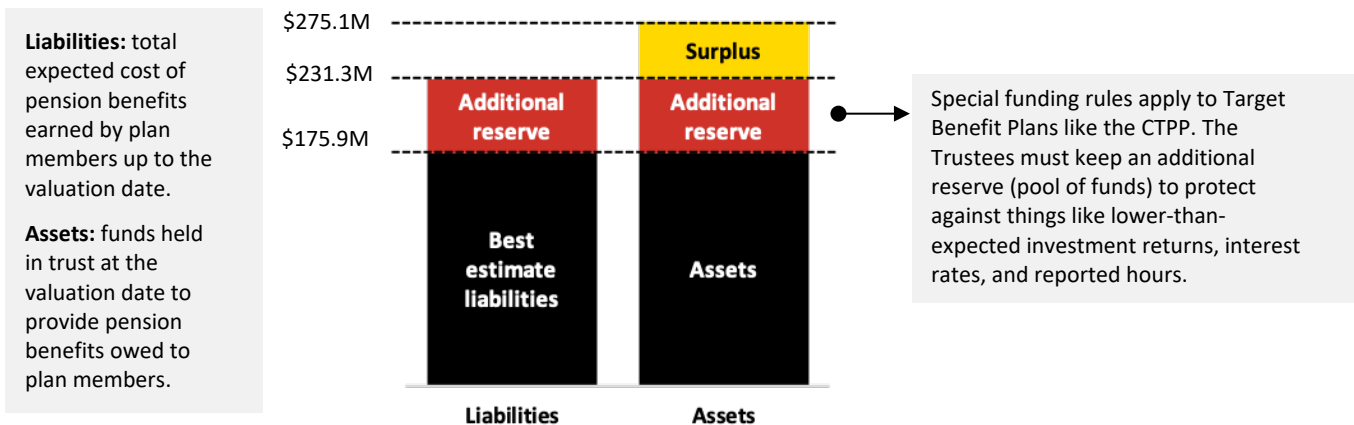 Liabilities: total
expected cost of
pension benefits
earned by plan
members up to the
valuation date.
Assets: funds held
in trust at the
valuation date to
provide pension
benefits owed to
plan members.
$275.1M
$231.3M
$175.9M
Additional
reserve
Best
estimate
liabilities
Liabilities
Surplus
Additional
reserve
Assets
Assets
Special funding rules apply to Target
Benefit Plans like the CTPP. The
Trustees must keep an additional
reserve (pool of funds) to protect
against things like lower-than-
expected investment returns, interest
rates, and reported hours.